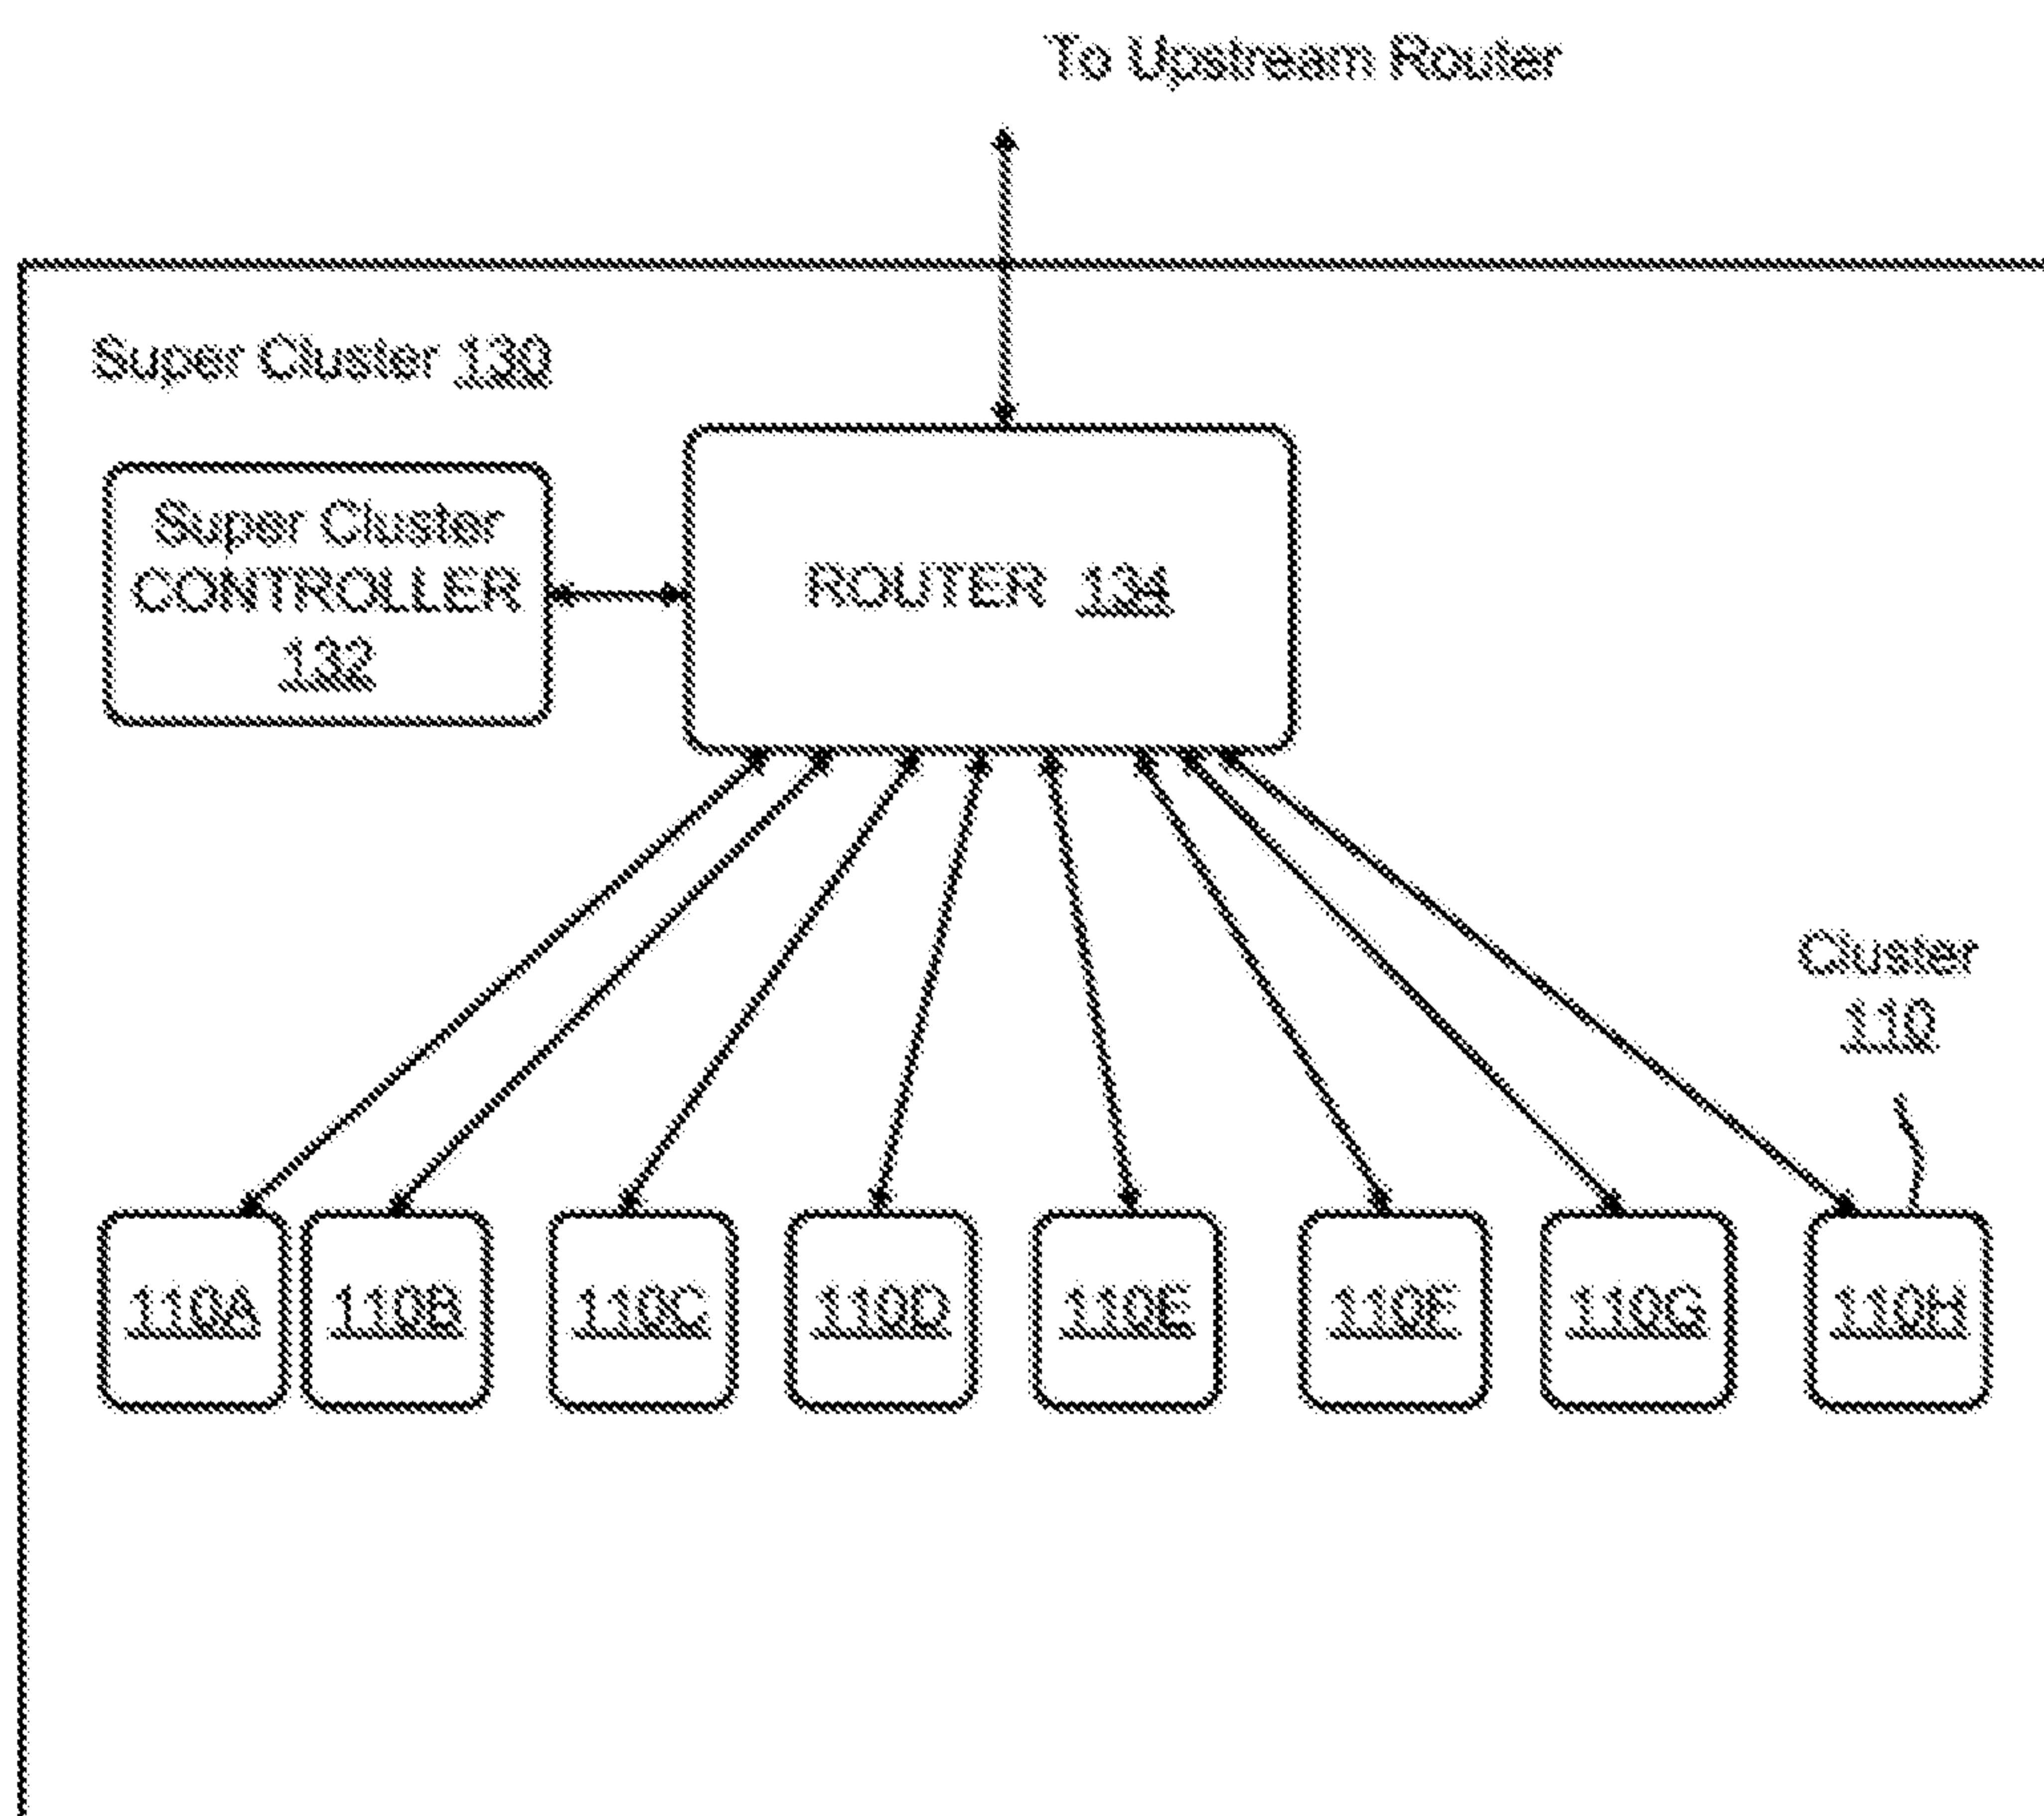 To Upstream Router
Super Cluster 130
Super Cluster
CONTROLLER
132
ROUTER 134
Cluster
110
110A 110B 110C 110D 110E 110F 110G 110H